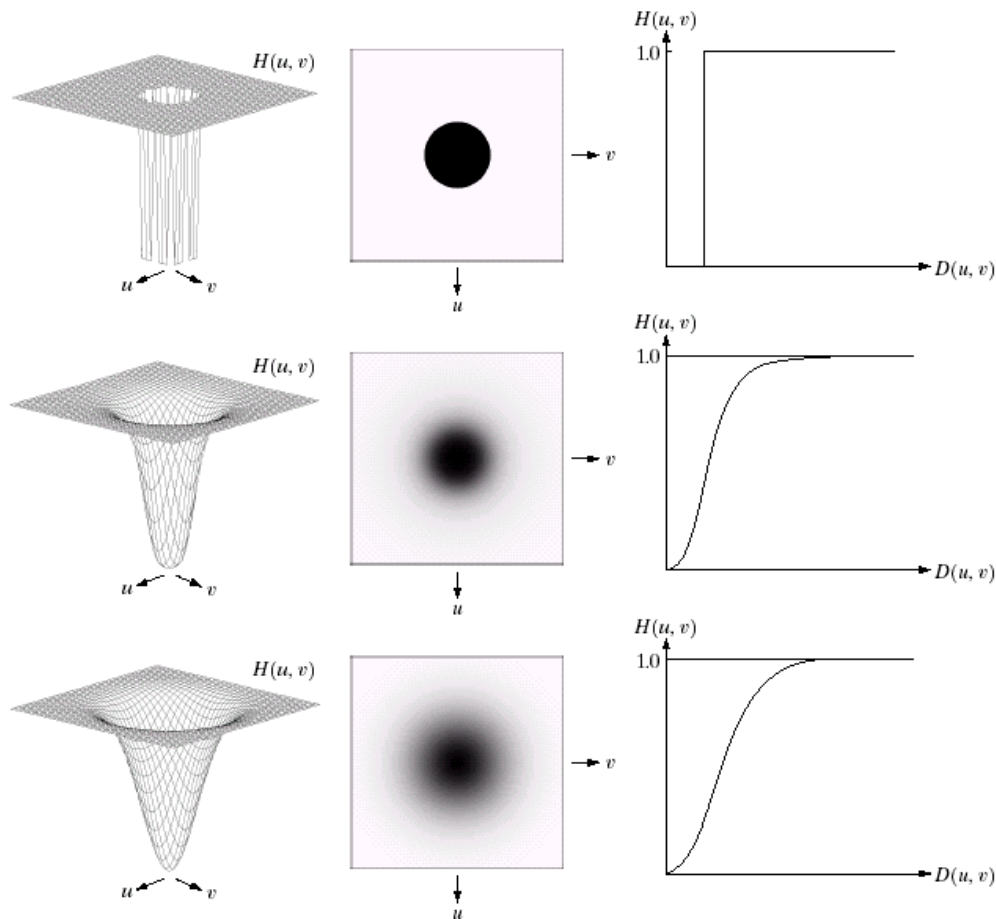 H(u, v)
u
v
v
u
H(u, v)
1.0
D(u, v)
H(u, v)
u
v
v
u
H(u, v)
1.0
D(u, v)
H(u, v)
u
v
v
u
H(u, v)
1.0
D(u, v)